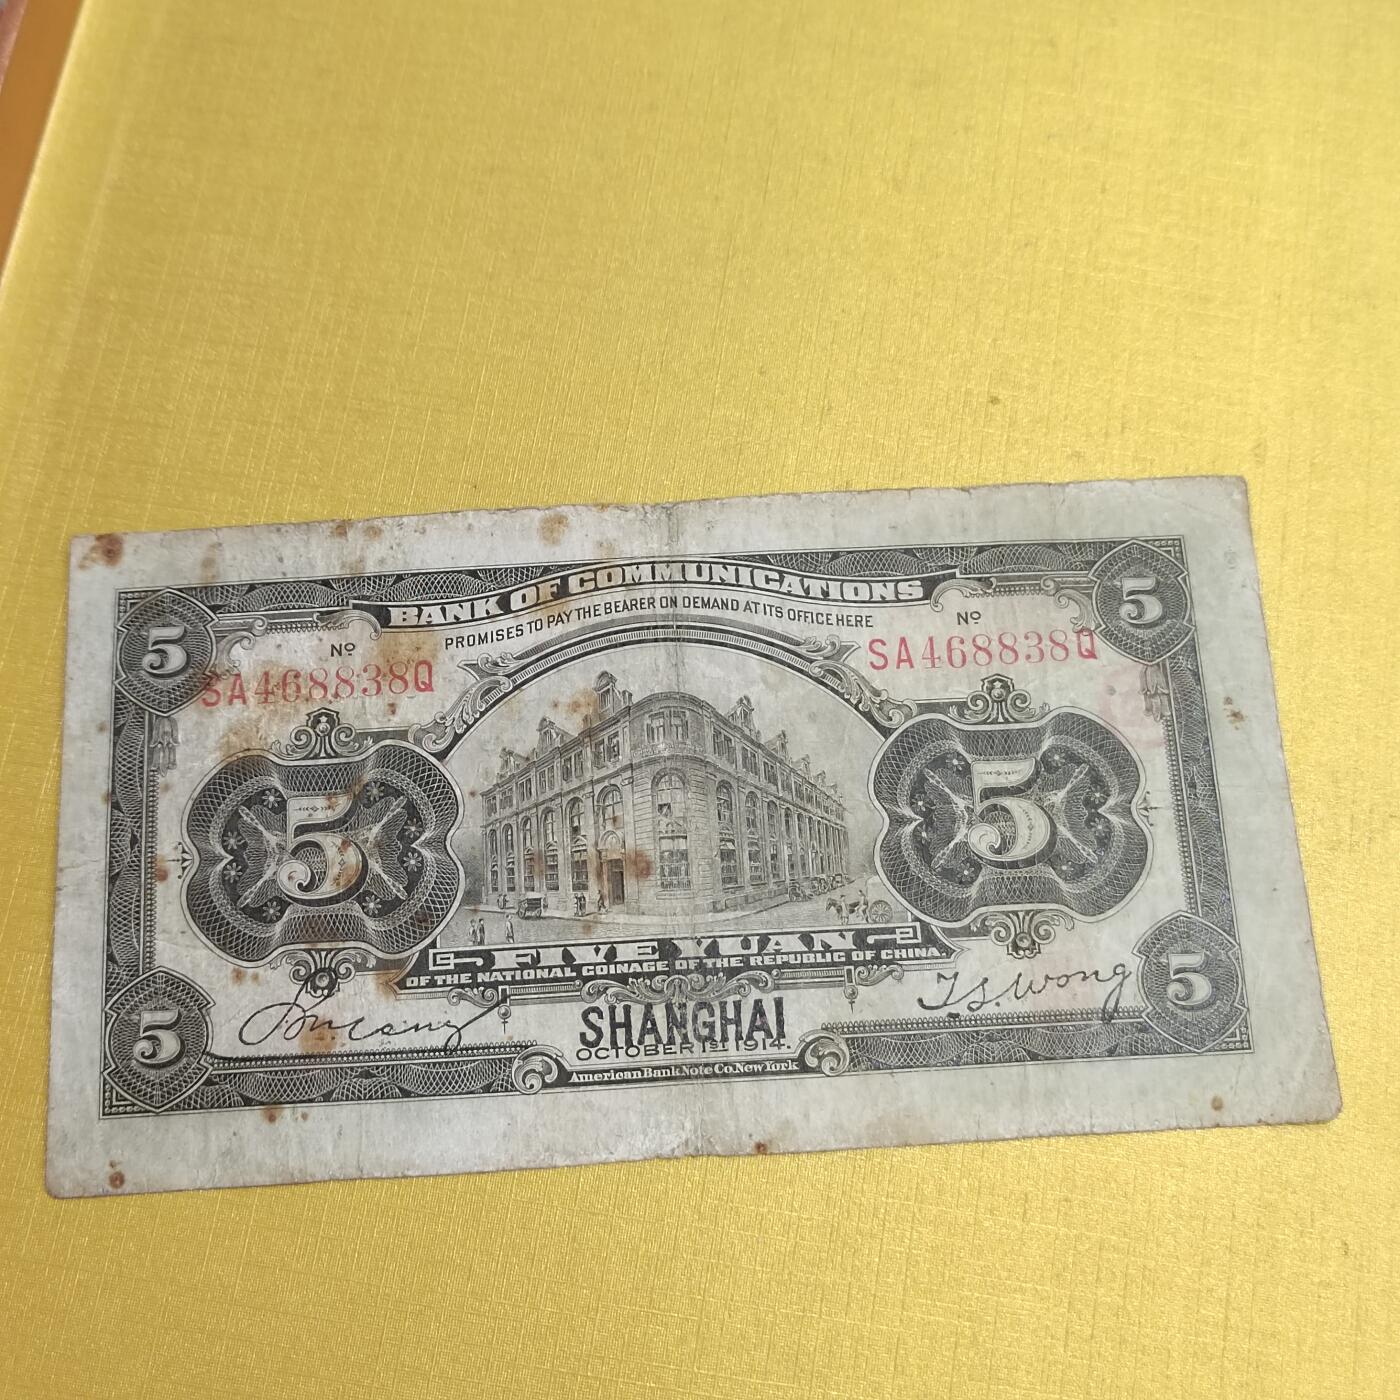 BANK OF COMMUNICATIONS
PROMISES TO PAY THE BEARER ON DEMAND AT ITS OFFICE HERE
5
5
Nº
Nº
SA468838Q
SA468838Q
5
5
FIVE YUAN
OF THE NATIONAL COINAGE OF THE REPUBLIC OF CHINA.
T.S. Wong
SHANGHAI
OCTOBER 1ST 1914.
5
5
American Bank Note Co. New York